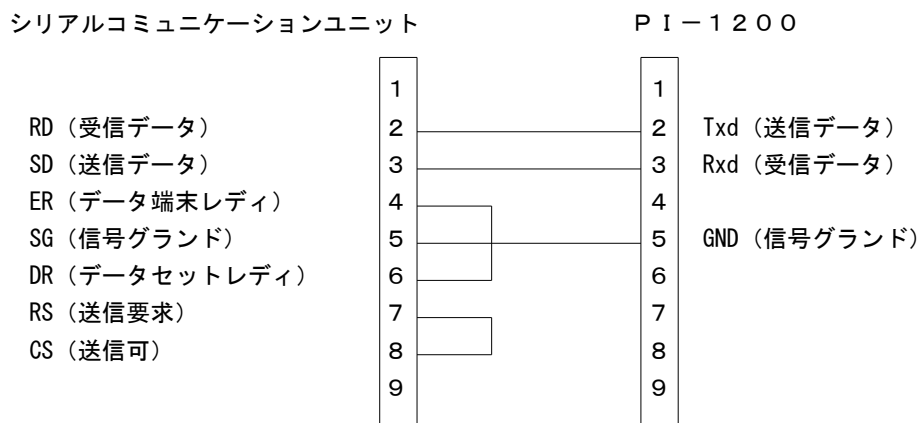 シリアルコミュニケーションユニット ＰＩ－１２００
１ １
RD（受信データ） ２ ２ Txd（送信データ）
SD（送信データ） ３ ３ Rxd（受信データ）
ER（データ端末レディ） ４ ４
SG（信号グランド） ５ ５ GND（信号グランド）
DR（データセットレディ） ６ ６
RS（送信要求） ７ ７
CS（送信可） ８ ８
９ ９